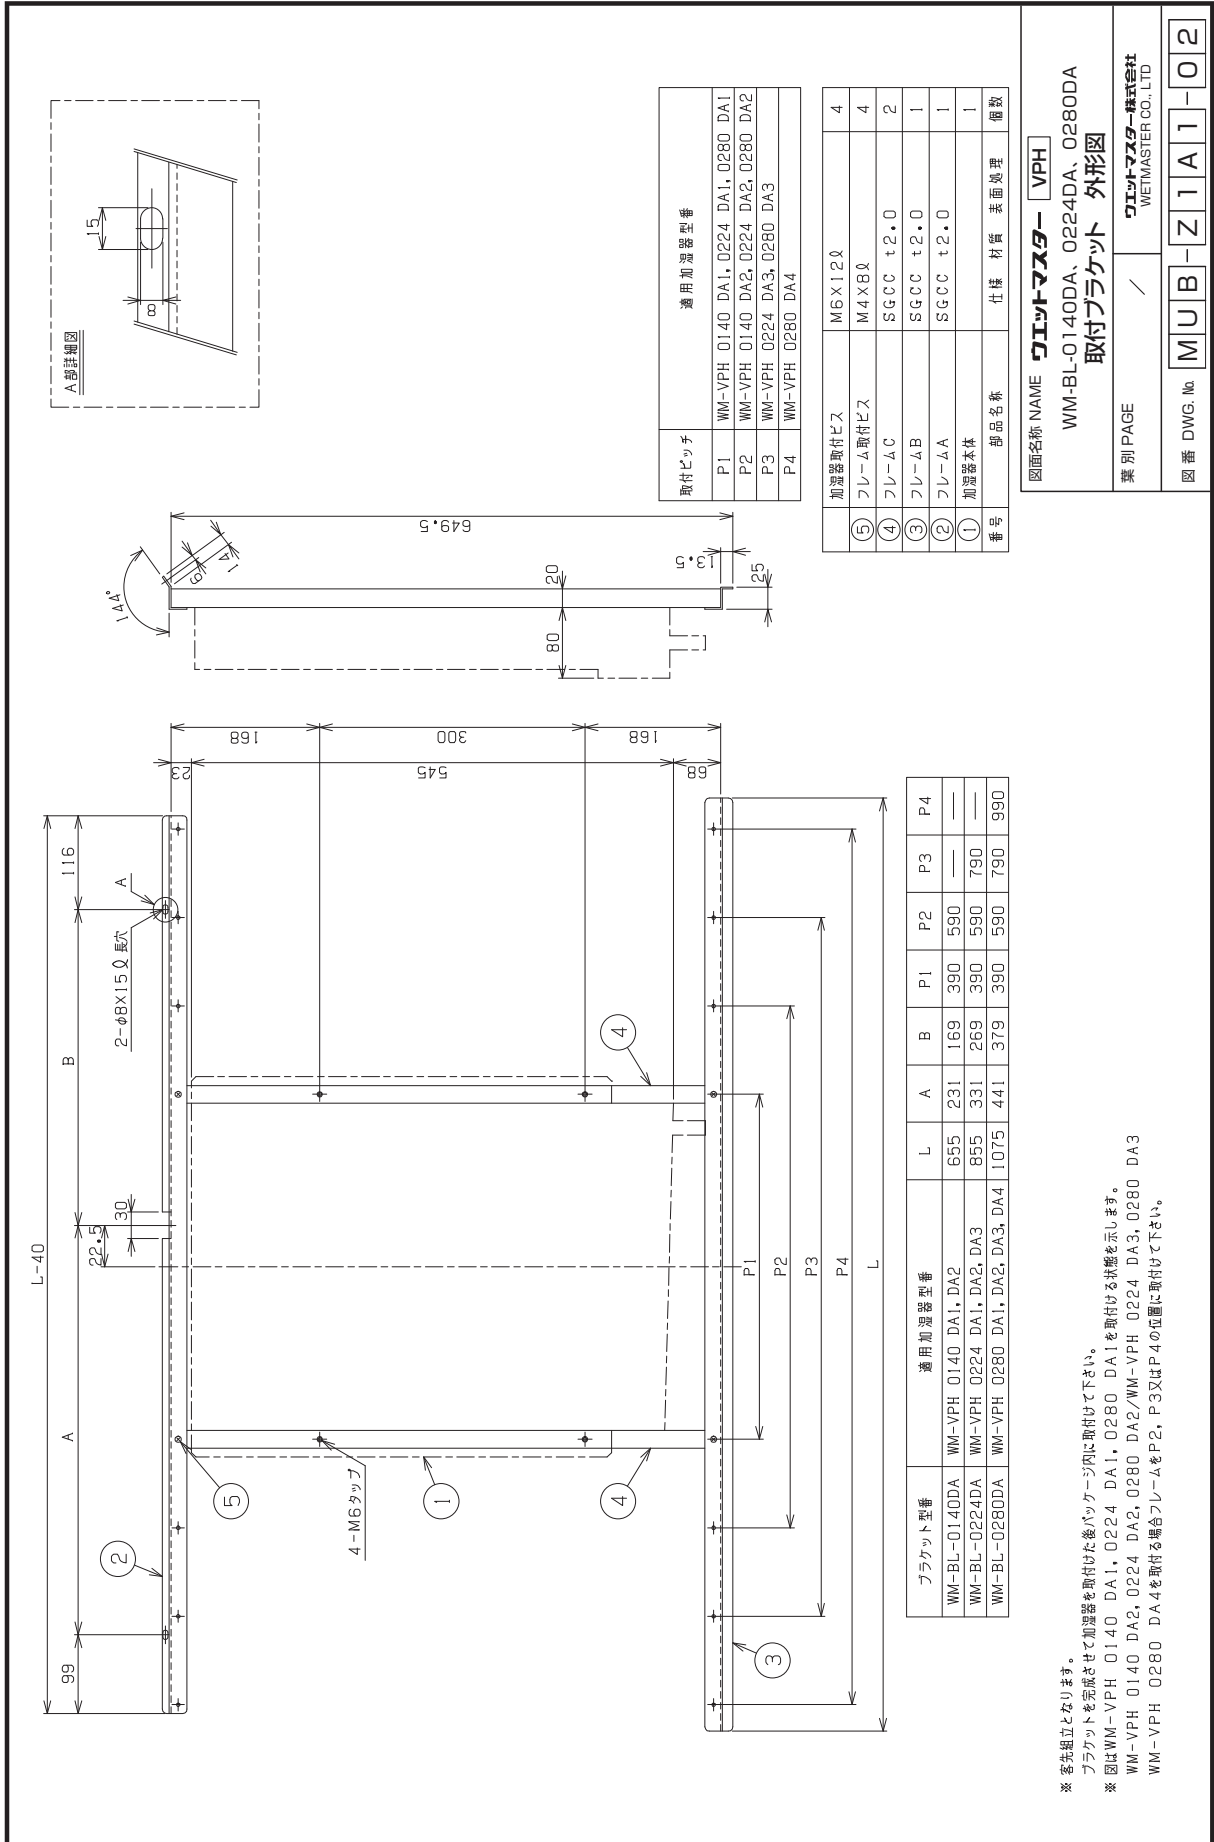 A部詳細図
15
8
144°
6
14
649.5
13.5
20
80
25
取付ピッチ 適用加湿器型番
P1 WM-VPH 0140 DA1, 0224 DA1, 0280 DA1
P2 WM-VPH 0140 DA2, 0224 DA2, 0280 DA2
P3 WM-VPH 0224 DA3, 0280 DA3
P4 WM-VPH 0280 DA4
加湿器取付ビス M6×12ℓ 4
⑤ フレーム取付ビス M4×8ℓ 4
④ フレームC SGCC t2.0 2
③ フレームB SGCC t2.0 1
② フレームA SGCC t2.0 1
① 加湿器本体 1
番号 部品名称 仕様 材質 表面処理 個数
L-40
A
B
99
116
22.5
30
2-φ8×15ℓ 長穴
A
②
⑤
4-M6タップ
①
④
④
③
168
300
168
23
545
68
P1
P2
P3
P4
L
ブラケット型番 適用加湿器型番 L A B P1 P2 P3 P4
WM-BL-0140DA WM-VPH 0140 DA1, DA2 655 231 169 390 590 — —
WM-BL-0224DA WM-VPH 0224 DA1, DA2, DA3 855 331 269 390 590 790 —
WM-BL-0280DA WM-VPH 0280 DA1, DA2, DA3, DA4 1075 441 379 390 590 790 990
※ 客先組立となります。
ブラケットを完成させて加湿器を取付けた後パッケージ内に取付けて下さい。
※ 図はWM-VPH 0140 DA1, 0224 DA1, 0280 DA1を取付ける状態を示します。
WM-VPH 0140 DA2, 0224 DA2, 0280 DA2/WM-VPH 0224 DA3, 0280 DA3
WM-VPH 0280 DA4を取付る場合フレームをP2, P3又はP4の位置に取付けて下さい。
図面名称 NAME ウエットマスター VPH
WM-BL-0140DA、0224DA、0280DA
取付ブラケット 外形図
葉別 PAGE /
ウエットマスター株式会社
WETMASTER CO., LTD
図番 DWG. No. MUB-Z1A1-02